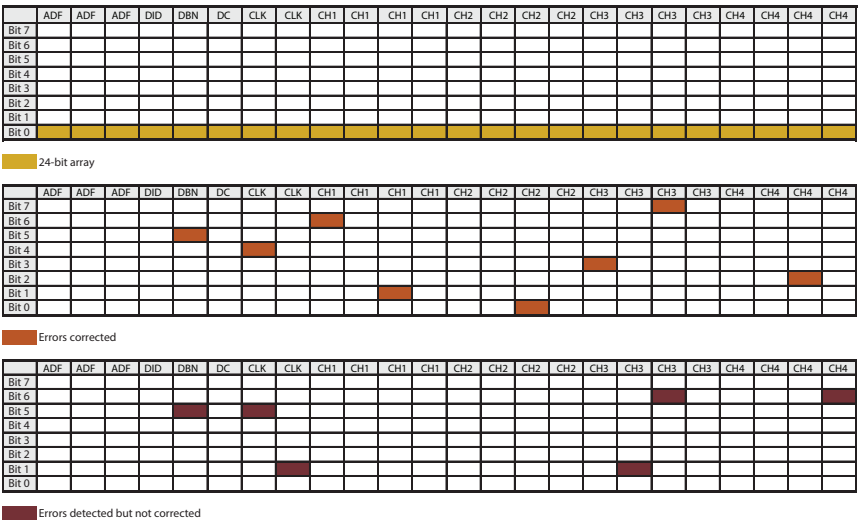 ADF ADF ADF DID DBN DC CLK CLK CH1 CH1 CH1 CH1 CH2 CH2 CH2 CH2 CH3 CH3 CH3 CH3 CH4 CH4 CH4 CH4
Bit 7
Bit 6
Bit 5
Bit 4
Bit 3
Bit 2
Bit 1
Bit 0
24-bit array
ADF ADF ADF DID DBN DC CLK CLK CH1 CH1 CH1 CH1 CH2 CH2 CH2 CH2 CH3 CH3 CH3 CH3 CH4 CH4 CH4 CH4
Bit 7
Bit 6
Bit 5
Bit 4
Bit 3
Bit 2
Bit 1
Bit 0
Errors corrected
ADF ADF ADF DID DBN DC CLK CLK CH1 CH1 CH1 CH1 CH2 CH2 CH2 CH2 CH3 CH3 CH3 CH3 CH4 CH4 CH4 CH4
Bit 7
Bit 6
Bit 5
Bit 4
Bit 3
Bit 2
Bit 1
Bit 0
Errors detected but not corrected